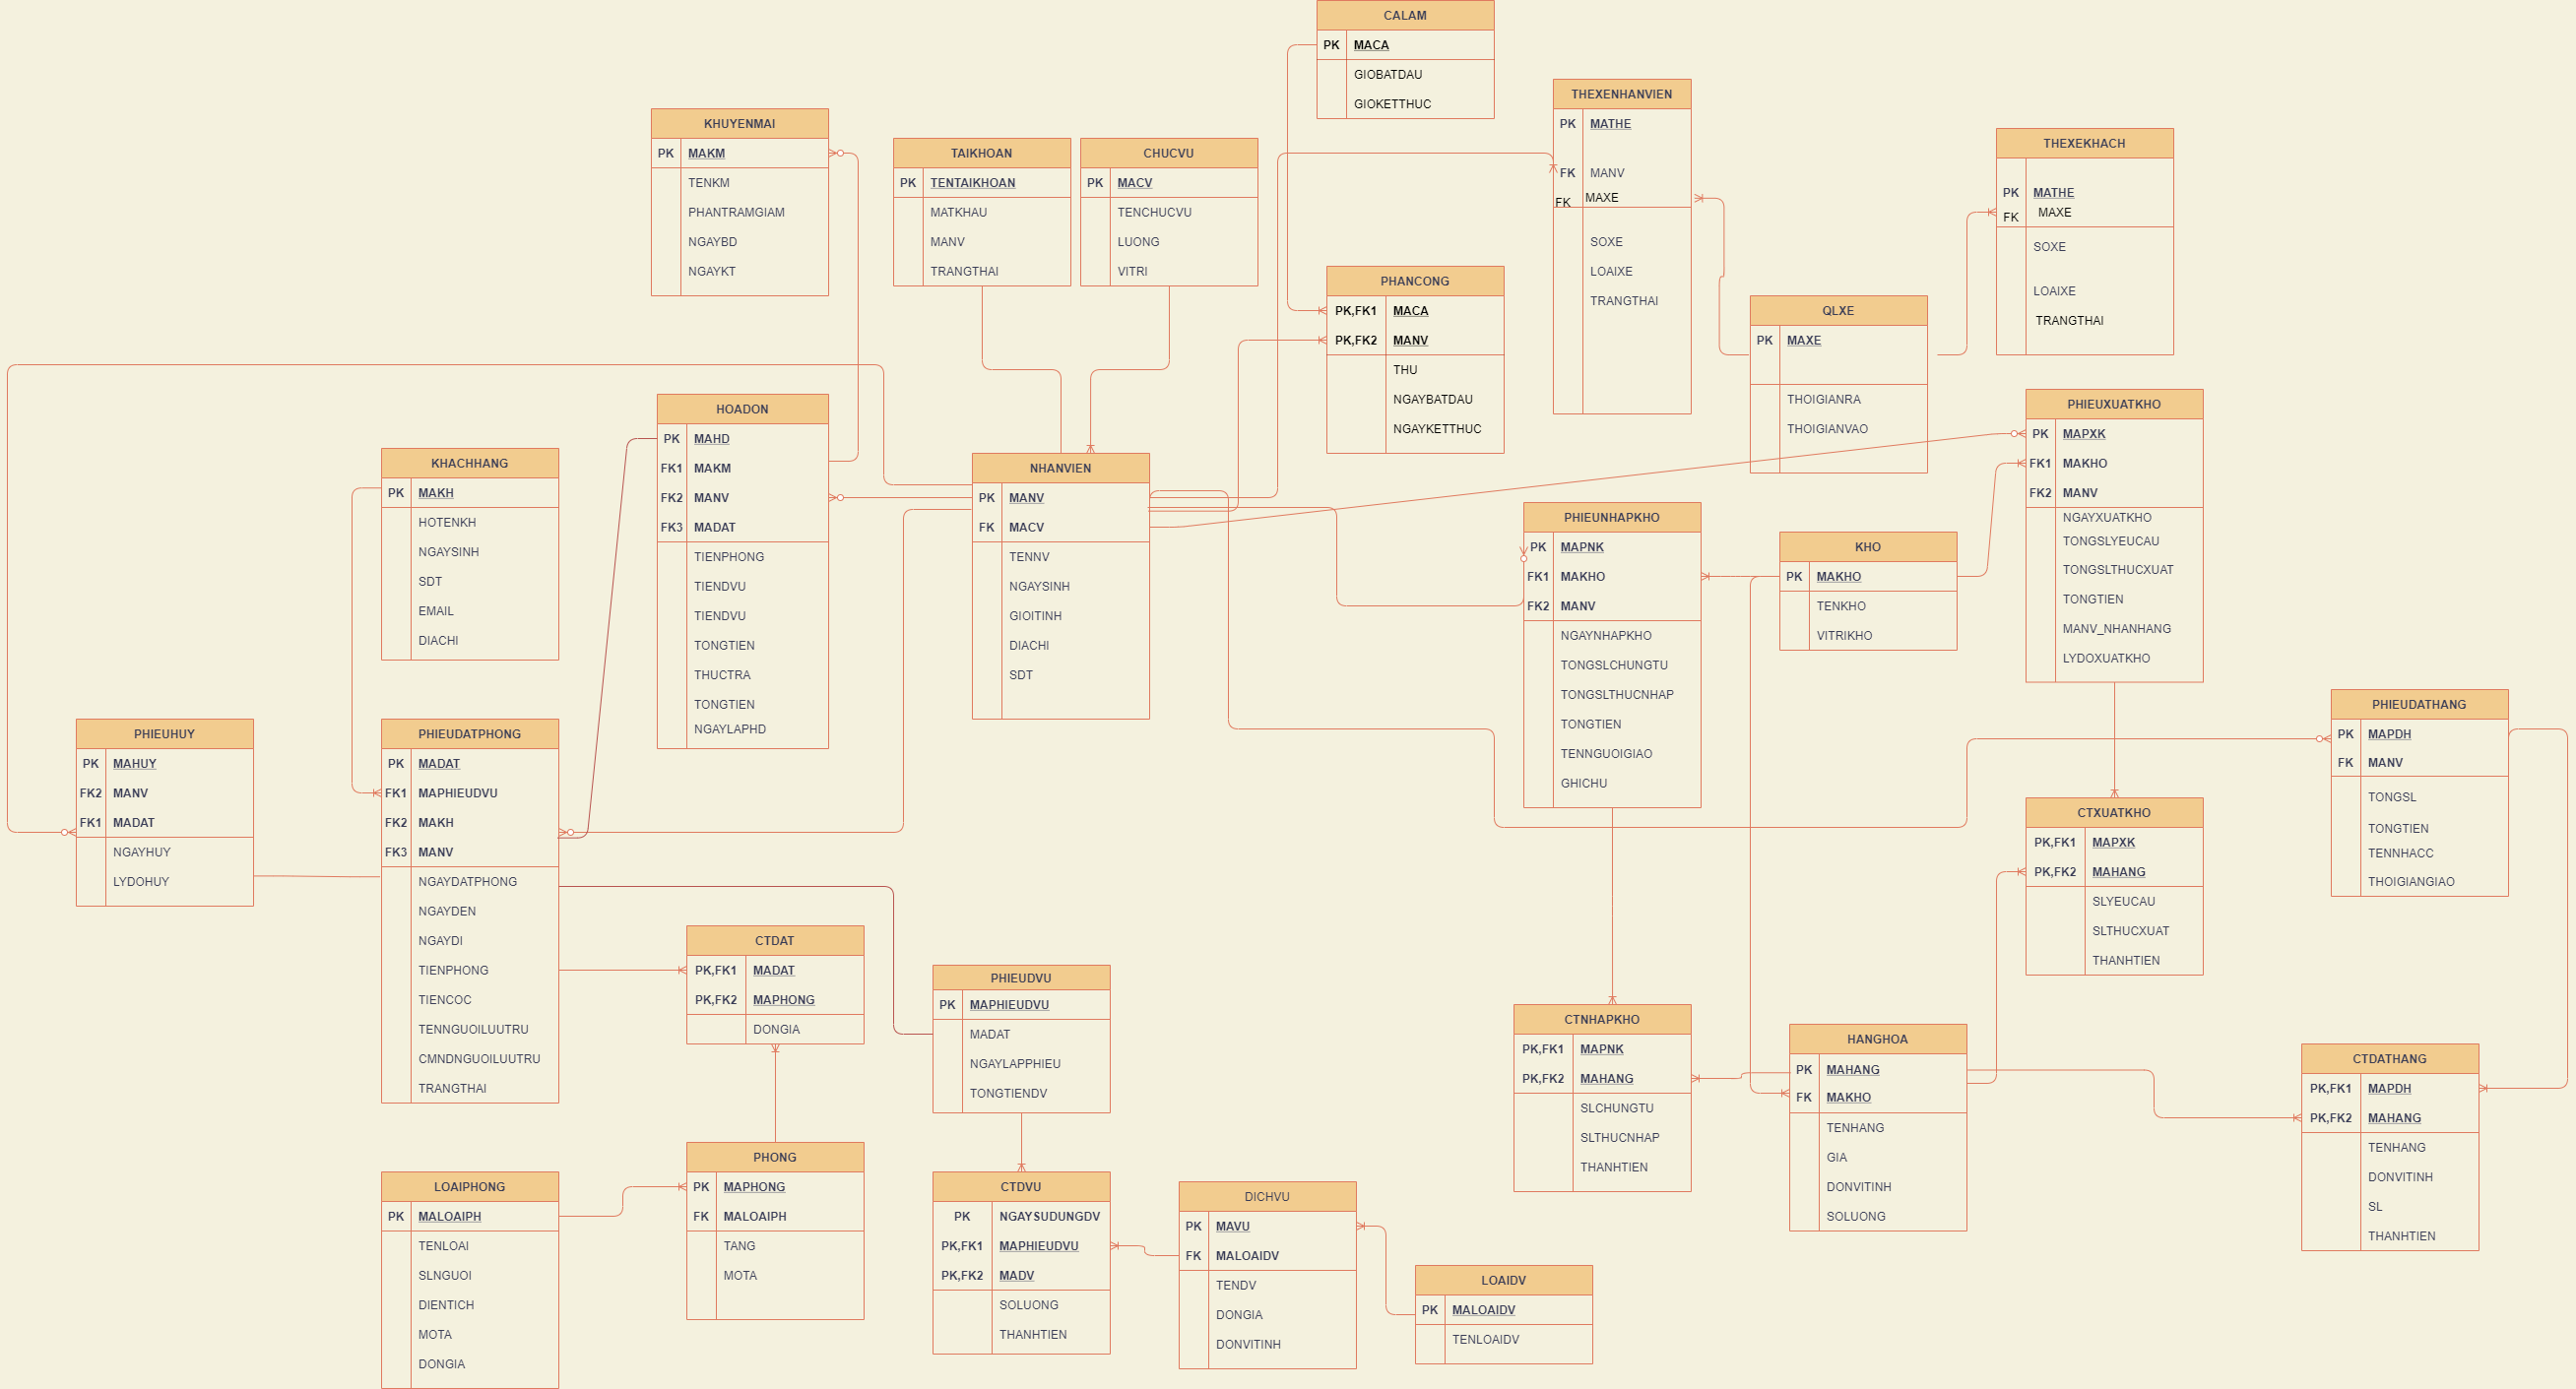 CALAM
PK MACA
GIOBATDAU
GIOKETTHUC
THEXENHANVIEN
PK MATHE
FK MANV
FK MAXE
SOXE
LOAIXE
TRANGTHAI
KHUYENMAI
PK MAKM
TENKM
PHANTRAMGIAM
NGAYBD
NGAYKT
TAIKHOAN
PK TENTAIKHOAN
MATKHAU
MANV
TRANGTHAI
CHUCVU
PK MACV
TENCHUCVU
LUONG
VITRI
THEXEKHACH
PK MATHE
FK MAXE
SOXE
LOAIXE
TRANGTHAI
PHANCONG
PK,FK1 MACA
PK,FK2 MANV
THU
NGAYBATDAU
NGAYKETTHUC
QLXE
PK MAXE
THOIGIANRA
THOIGIANVAO
HOADON
PK MAHD
FK1 MAKM
FK2 MANV
FK3 MADAT
TIENPHONG
TIENDVU
TIENDVU
TONGTIEN
THUCTRA
TONGTIEN
NGAYLAPHD
PHIEUXUATKHO
PK MAPXK
FK1 MAKHO
FK2 MANV
NGAYXUATKHO
TONGSLYEUCAU
TONGSLTHUCXUAT
TONGTIEN
MANV_NHANHANG
LYDOXUATKHO
KHACHHANG
PK MAKH
HOTENKH
NGAYSINH
SDT
EMAIL
DIACHI
NHANVIEN
PK MANV
FK MACV
TENNV
NGAYSINH
GIOITINH
DIACHI
SDT
PHIEUNHAPKHO
PK MAPNK
FK1 MAKHO
FK2 MANV
NGAYNHAPKHO
TONGSLCHUNGTU
TONGSLTHUCNHAP
TONGTIEN
TENNGUOIGIAO
GHICHU
KHO
PK MAKHO
TENKHO
VITRIKHO
PHIEUDATHANG
PK MAPDH
FK MANV
TONGSL
TONGTIEN
TENNHACC
THOIGIANGIAO
PHIEUHUY
PK MAHUY
FK2 MANV
FK1 MADAT
NGAYHUY
LYDOHUY
PHIEUDATPHONG
PK MADAT
FK1 MAPHIEUDVU
FK2 MAKH
FK3 MANV
NGAYDATPHONG
NGAYDEN
NGAYDI
TIENPHONG
TIENCOC
TENNGUOILUUTRU
CMNDNGUOILUUTRU
TRANGTHAI
CTXUATKHO
PK,FK1 MAPXK
PK,FK2 MAHANG
SLYEUCAU
SLTHUCXUAT
THANHTIEN
CTDAT
PK,FK1 MADAT
PK,FK2 MAPHONG
DONGIA
PHIEUDVU
PK MAPHIEUDVU
MADAT
NGAYLAPPHIEU
TONGTIENDV
CTNHAPKHO
PK,FK1 MAPNK
PK,FK2 MAHANG
SLCHUNGTU
SLTHUCNHAP
THANHTIEN
HANGHOA
PK MAHANG
FK MAKHO
TENHANG
GIA
DONVITINH
SOLUONG
CTDATHANG
PK,FK1 MAPDH
PK,FK2 MAHANG
TENHANG
DONVITINH
SL
THANHTIEN
PHONG
PK MAPHONG
FK MALOAIPH
TANG
MOTA
LOAIPHONG
PK MALOAIPH
TENLOAI
SLNGUOI
DIENTICH
MOTA
DONGIA
CTDVU
PK NGAYSUDUNGDV
PK,FK1 MAPHIEUDVU
PK,FK2 MADV
SOLUONG
THANHTIEN
DICHVU
PK MAVU
FK MALOAIDV
TENDV
DONGIA
DONVITINH
LOAIDV
PK MALOAIDV
TENLOAIDV